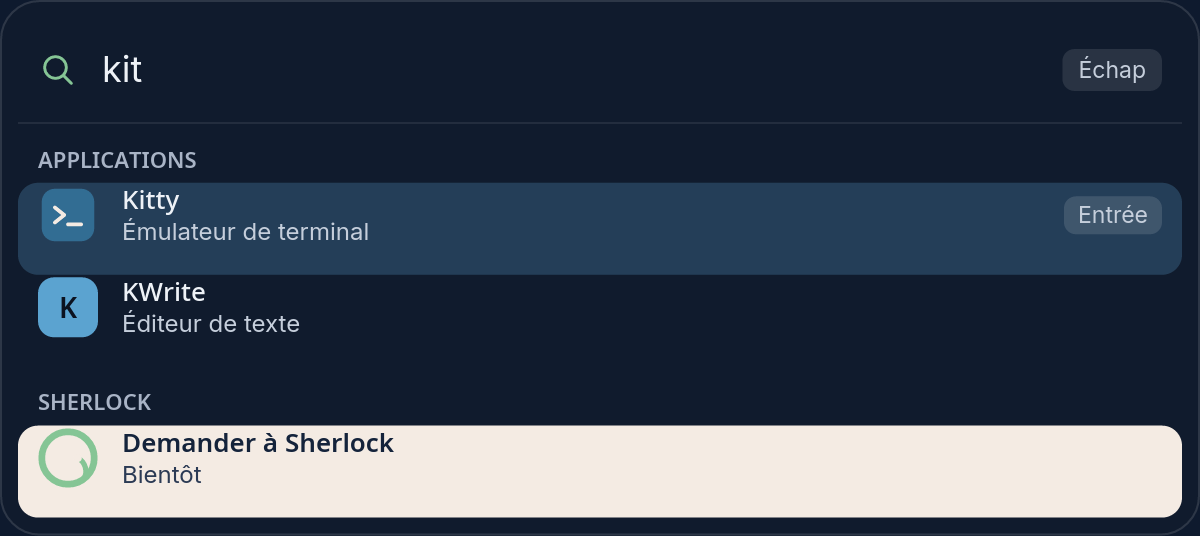 kit
Échap
APPLICATIONS
Kitty
Émulateur de terminal
Entrée
K
KWrite
Éditeur de texte
SHERLOCK
Demander à Sherlock
Bientôt